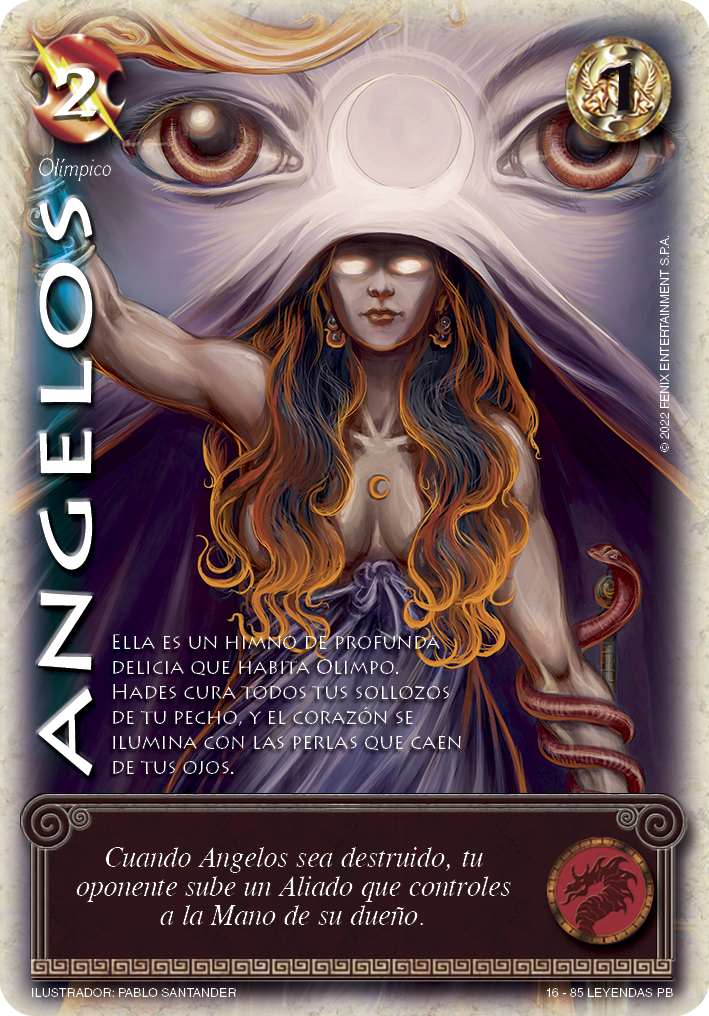 2
1
Olímpico
ANGELOS
© 2022 FENIX ENTERTAINMENT S.P.A.
Ella es un himno de profunda
delicia que habita Olimpo.
Hades cura todos tus sollozos
de tu pecho, y el corazón se
ilumina con las perlas que caen
de tus ojos.
Cuando Angelos sea destruido, tu
oponente sube un Aliado que controles
a la Mano de su dueño.
ILUSTRADOR: PABLO SANTANDER
16 - 85 LEYENDAS PB